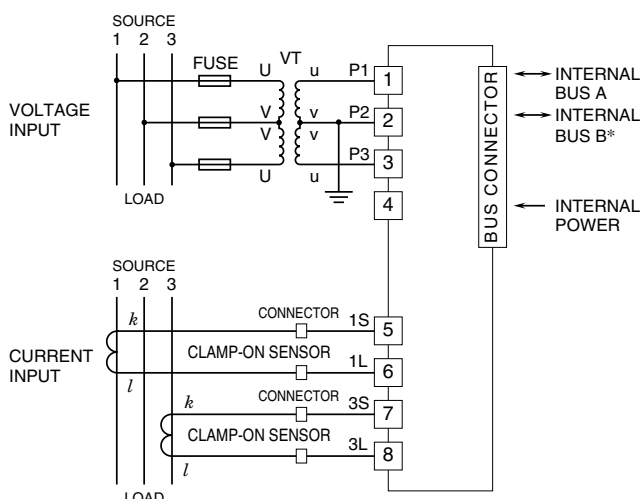 SOURCE
1 2 3
FUSE
VT
U u P1 1
V v P2 2
V v
P3 3
U u
4
VOLTAGE
INPUT
LOAD
BUS CONNECTOR
INTERNAL
BUS A
INTERNAL
BUS B*
INTERNAL
POWER
SOURCE
1 2 3
k CONNECTOR 1S 5
CURRENT
INPUT
CLAMP-ON SENSOR
l 1L 6
k CONNECTOR 3S 7
CLAMP-ON SENSOR
l 3L 8
LOAD